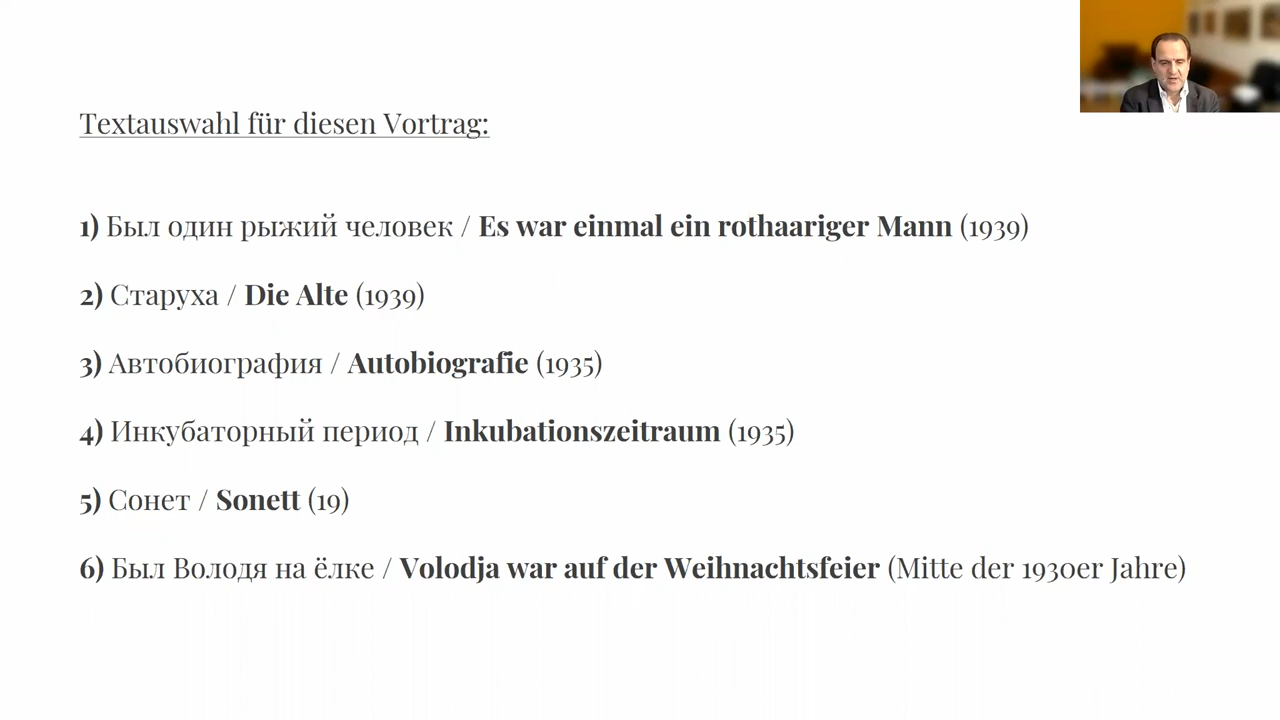 Textauswahl für diesen Vortrag:
1) Был один рыжий человек / Es war einmal ein rothaariger Mann (1939)
2) Старуха / Die Alte (1939)
3) Автобиография / Autobiografie (1935)
4) Инкубаторный период / Inkubationszeitraum (1935)
5) Сонет / Sonett (19)
6) Был Володя на ёлке / Volodja war auf der Weihnachtsfeier (Mitte der 1930er Jahre)